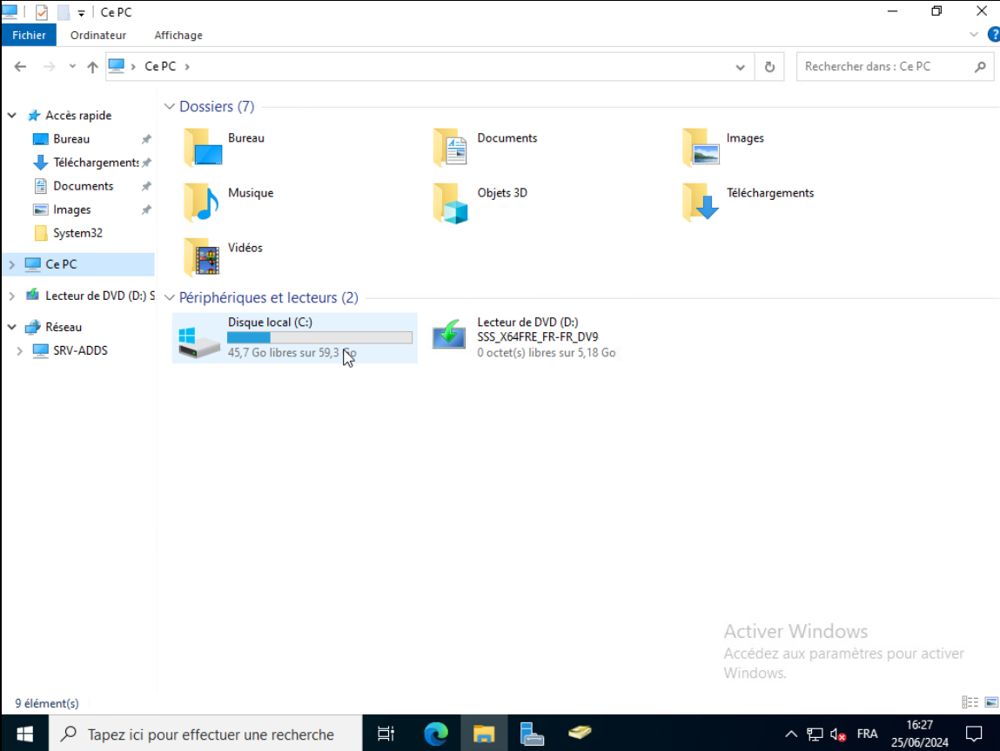 Ce PC
Fichier
Ordinateur
Affichage
?
Ce PC
Rechercher dans : Ce PC
Accès rapide
Bureau
Téléchargements
Documents
Images
System32
Ce PC
Lecteur de DVD (D:) S
Réseau
SRV-ADDS
Dossiers (7)
Bureau
Documents
Images
Musique
Objets 3D
Téléchargements
Vidéos
Périphériques et lecteurs (2)
Disque local (C:)
45,7 Go libres sur 59,3 Go
Lecteur de DVD (D:)
SSS_X64FRE_FR-FR_DV9
0 octet(s) libres sur 5,18 Go
Activer Windows
Accédez aux paramètres pour activer
Windows.
9 élément(s)
Tapez ici pour effectuer une recherche
FRA
16:27
25/06/2024